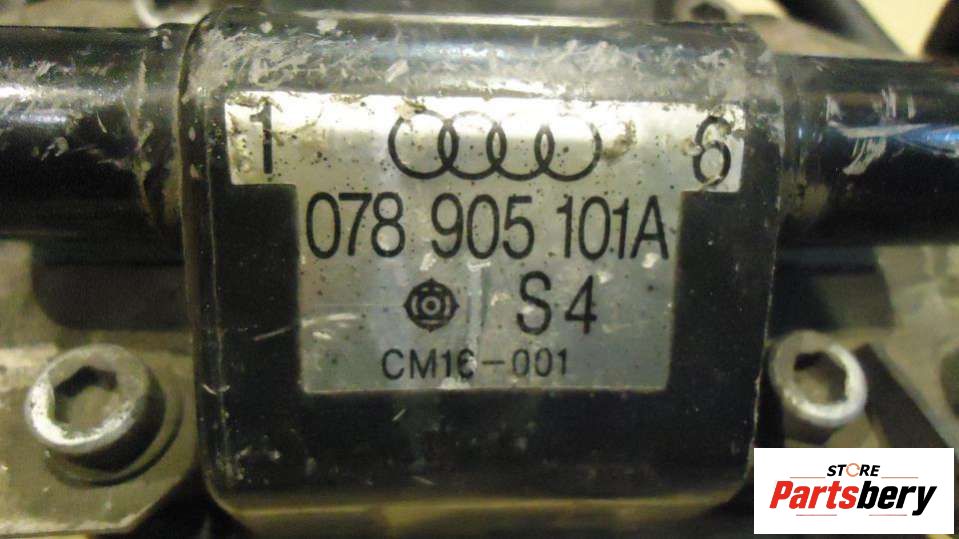 1 6
078 905 101A
S4
CM16-001
STORE
Partsbery